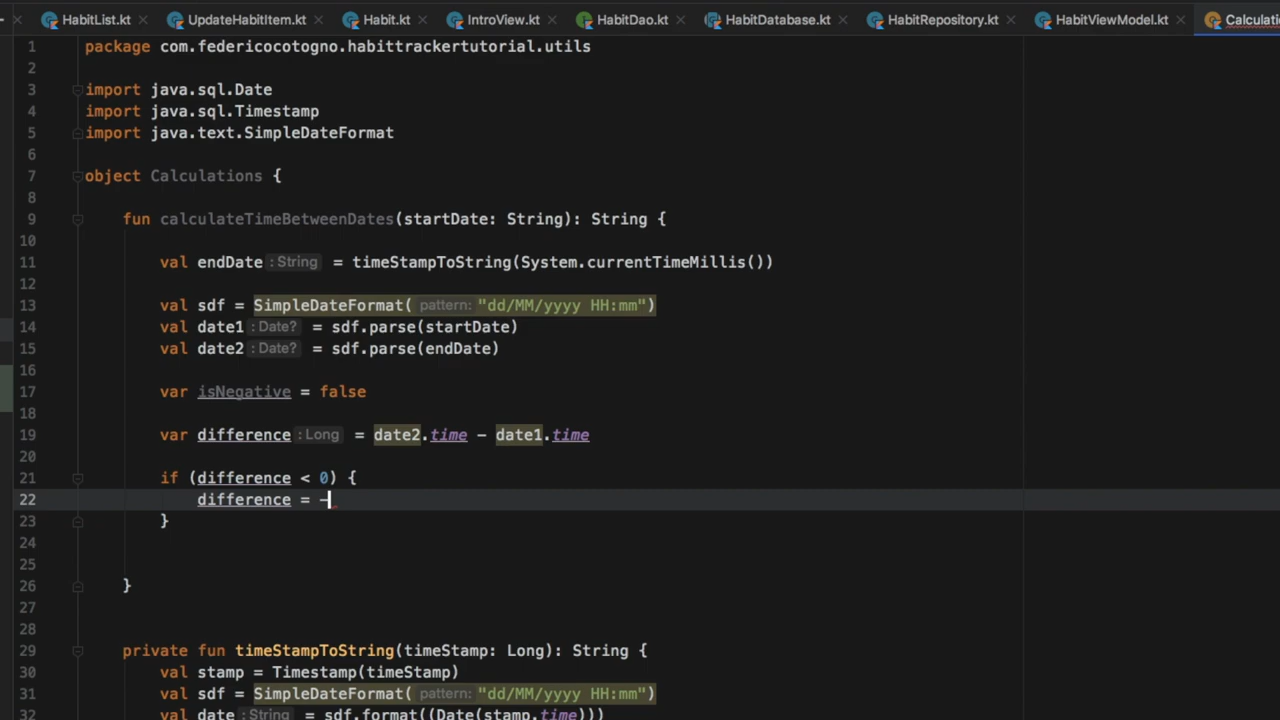 HabitList.kt UpdateHabitItem.kt Habit.kt IntroView.kt HabitDao.kt HabitDatabase.kt HabitRepository.kt HabitViewModel.kt Calculati
1 package com.federicocotogno.habittrackertutorial.utils
2
3 import java.sql.Date
4 import java.sql.Timestamp
5 import java.text.SimpleDateFormat
6
7 object Calculations {
8
9 fun calculateTimeBetweenDates(startDate: String): String {
10
11 val endDate : String = timeStampToString(System.currentTimeMillis())
12
13 val sdf = SimpleDateFormat( pattern: "dd/MM/yyyy HH:mm")
14 val date1 : Date? = sdf.parse(startDate)
15 val date2 : Date? = sdf.parse(endDate)
16
17 var isNegative = false
18
19 var difference : Long = date2.time - date1.time
20
21 if (difference < 0) {
22 difference = -
23 }
24
25
26 }
27
28
29 private fun timeStampToString(timeStamp: Long): String {
30 val stamp = Timestamp(timeStamp)
31 val sdf = SimpleDateFormat( pattern: "dd/MM/yyyy HH:mm")
32 val date : String = sdf.format((Date(stamp.time)))